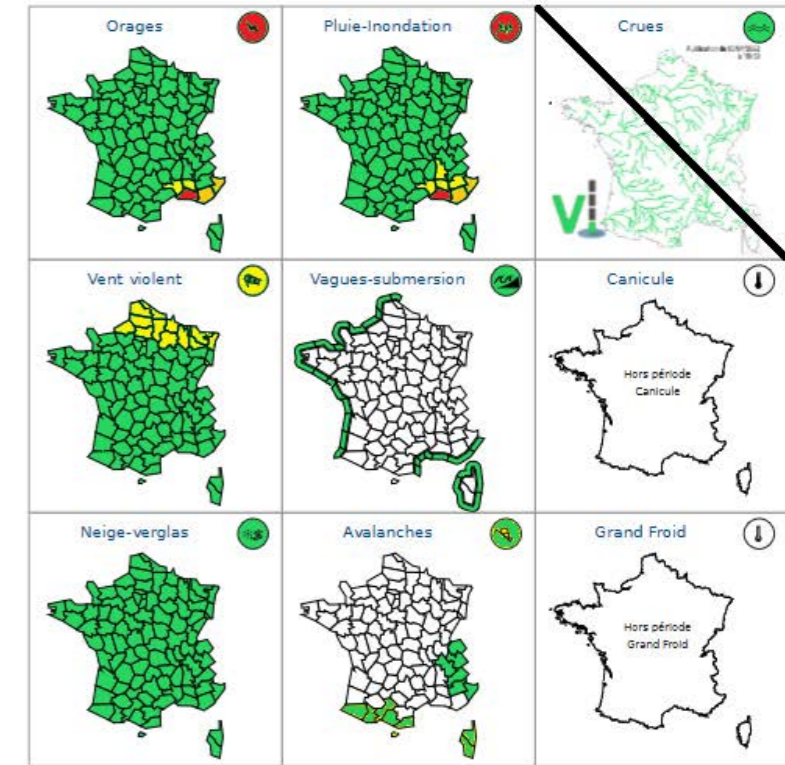 Orages
Pluie-Inondation
Crues
V
Vent violent
Vagues-submersion
Canicule
Hors période
Canicule
Neige-verglas
Avalanches
Grand Froid
Hors période
Grand Froid